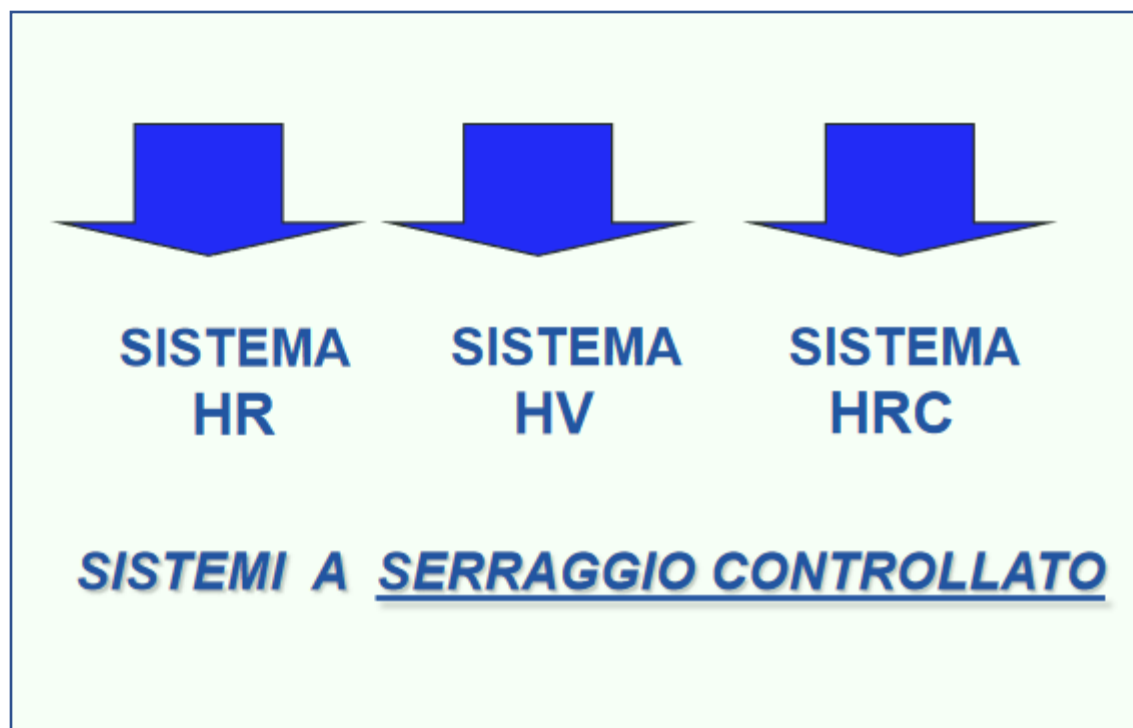 SISTEMA SISTEMA SISTEMA
HR HV HRC
SISTEMI A SERRAGGIO CONTROLLATO